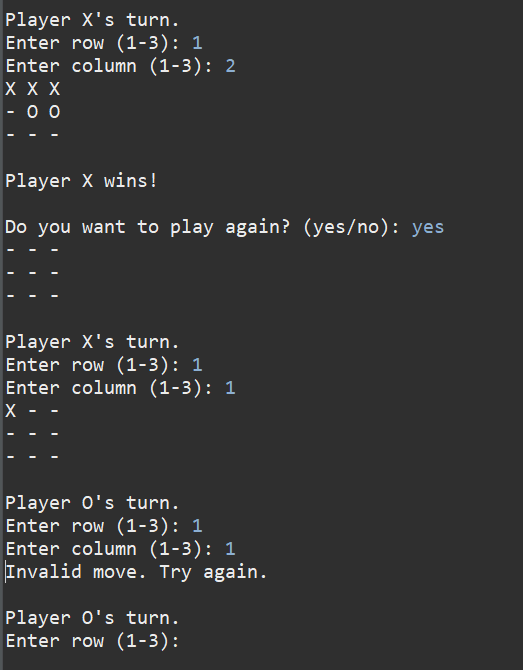 Player X's turn.
Enter row (1-3): 1
Enter column (1-3): 2
X X X
- O O
- - -
Player X wins!
Do you want to play again? (yes/no): yes
- - -
- - -
- - -
Player X's turn.
Enter row (1-3): 1
Enter column (1-3): 1
X - -
- - -
- - -
Player O's turn.
Enter row (1-3): 1
Enter column (1-3): 1
Invalid move. Try again.
Player O's turn.
Enter row (1-3):